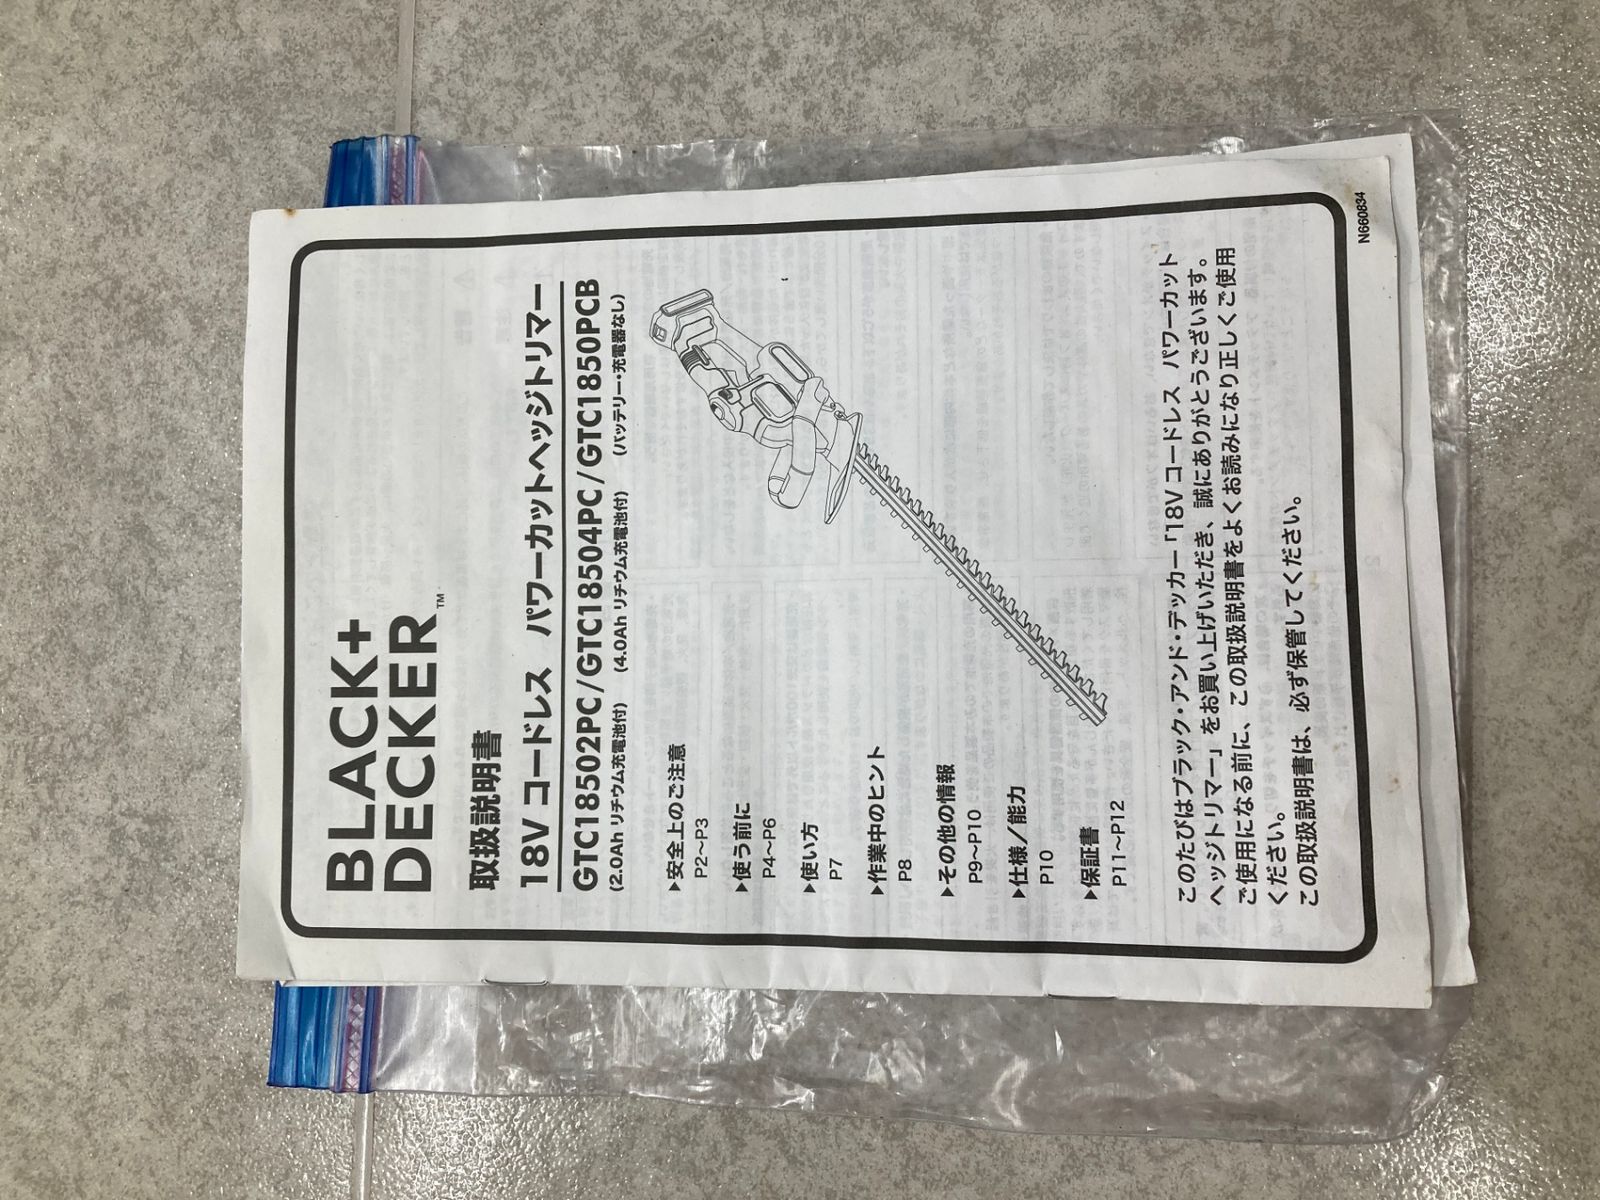 BLACK+
DECKER™
取扱説明書
18V コードレス パワーカットヘッジトリマー
GTC18502PC/GTC18504PC/GTC1850PCB
(2.0Ah リチウム充電池付) (4.0Ah リチウム充電池付) (バッテリー・充電器なし)
▶安全上のご注意
P2～P3
▶使う前に
P4～P6
▶使い方
P7
▶作業中のヒント
P8
▶その他の情報
P9～P10
▶仕様／能力
P10
▶保証書
P11～P12
このたびはブラック・アンド・デッカー「18V コードレス パワーカット
ヘッジトリマー」をお買い上げいただき、誠にありがとうございます。
ご使用になる前に、この取扱説明書をよくお読みになり正しくご使用
ください。
この取扱説明書は、必ず保管してください。
N660834